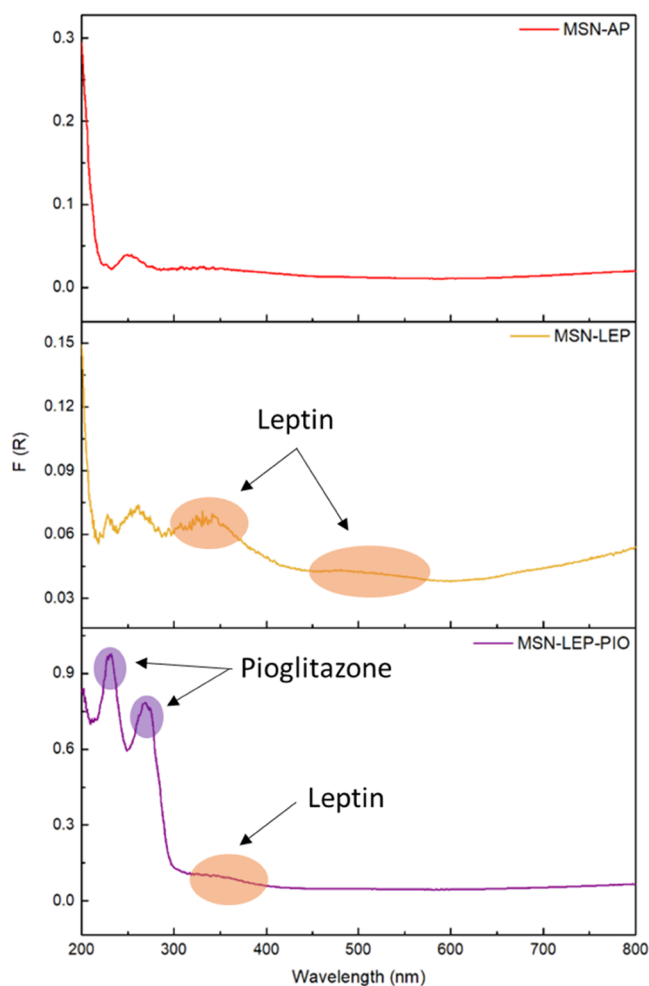 MSN-AP
0.3
0.2
0.1
0.0
MSN-LEP
0.15
0.12
0.09
0.06
0.03
Leptin
F (R)
MSN-LEP-PIO
0.9
0.6
0.3
0.0
Pioglitazone
Leptin
200 300 400 500 600 700 800
Wavelength (nm)